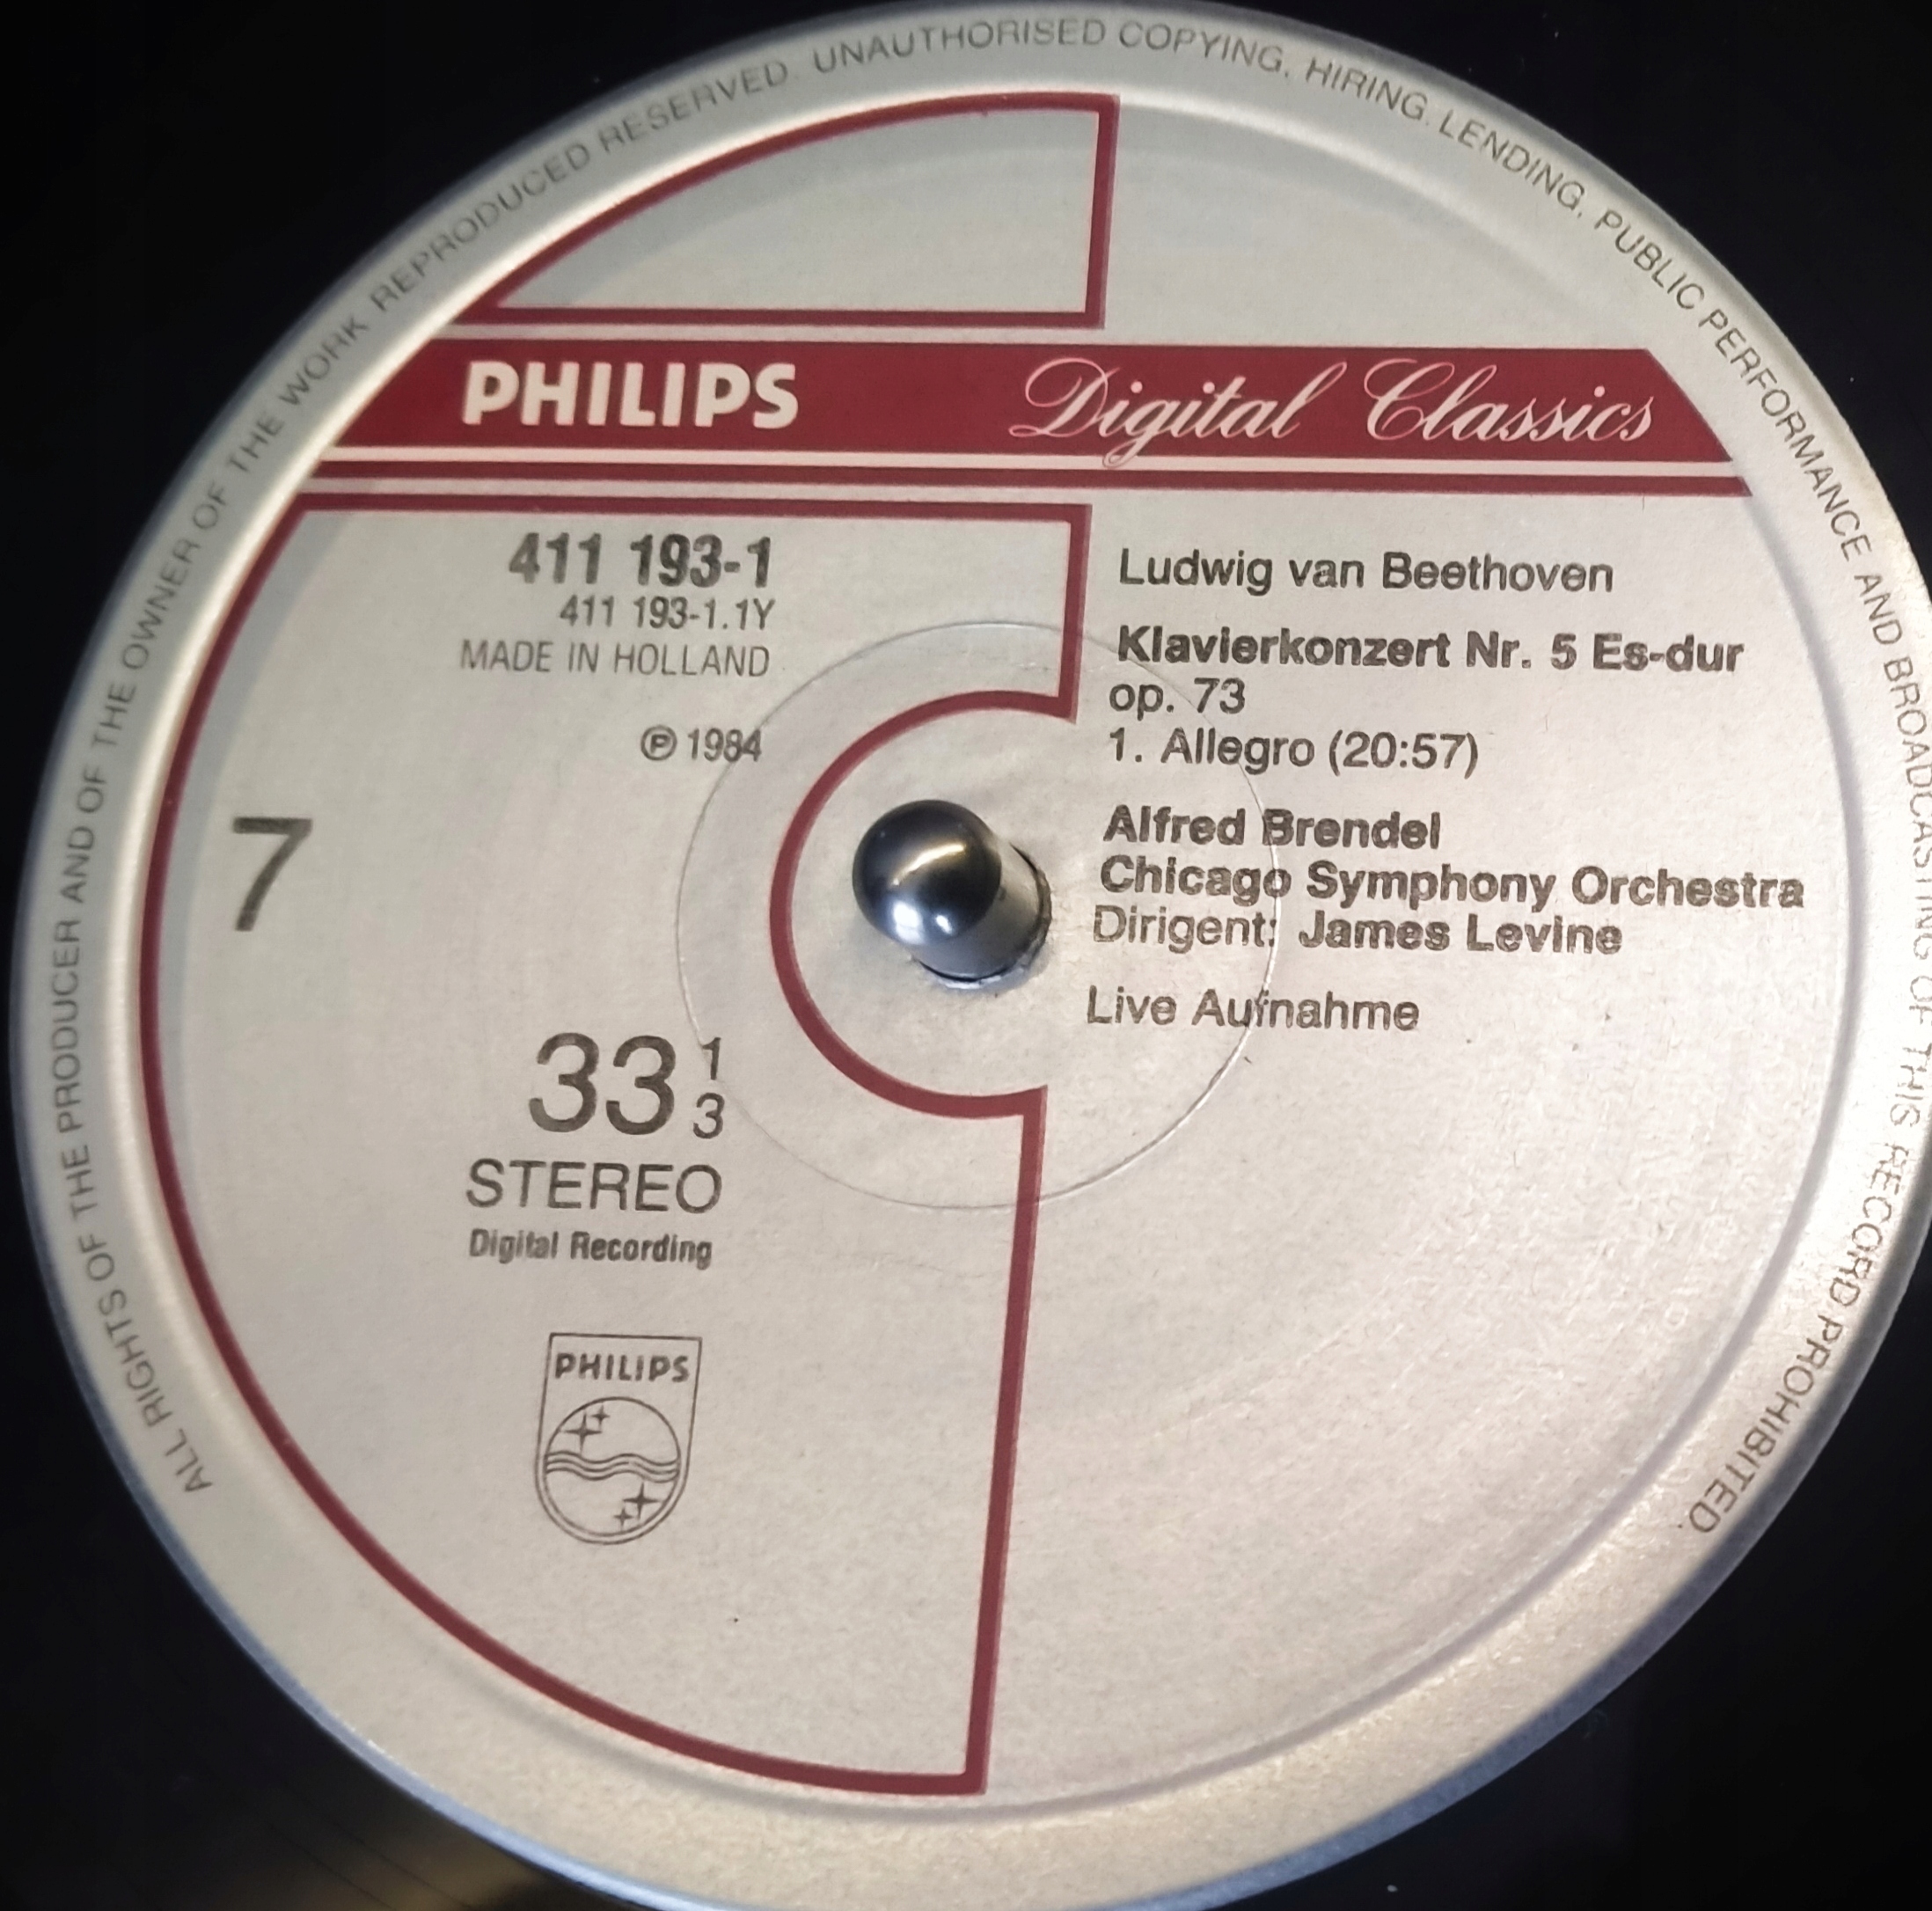 ALL RIGHTS OF THE PRODUCER AND OF THE OWNER OF THE WORK REPRODUCED RESERVED. UNAUTHORISED COPYING, HIRING, LENDING, PUBLIC PERFORMANCE AND BROADCASTING OF THIS RECORD PROHIBITED.
PHILIPS Digital Classics
411 193-1
411 193-1.1Y
MADE IN HOLLAND
℗ 1984
7
33 1/3
STEREO
Digital Recording
PHILIPS
Ludwig van Beethoven
Klavierkonzert Nr. 5 Es-dur
op. 73
1. Allegro (20:57)
Alfred Brendel
Chicago Symphony Orchestra
Dirigent: James Levine
Live Aufnahme